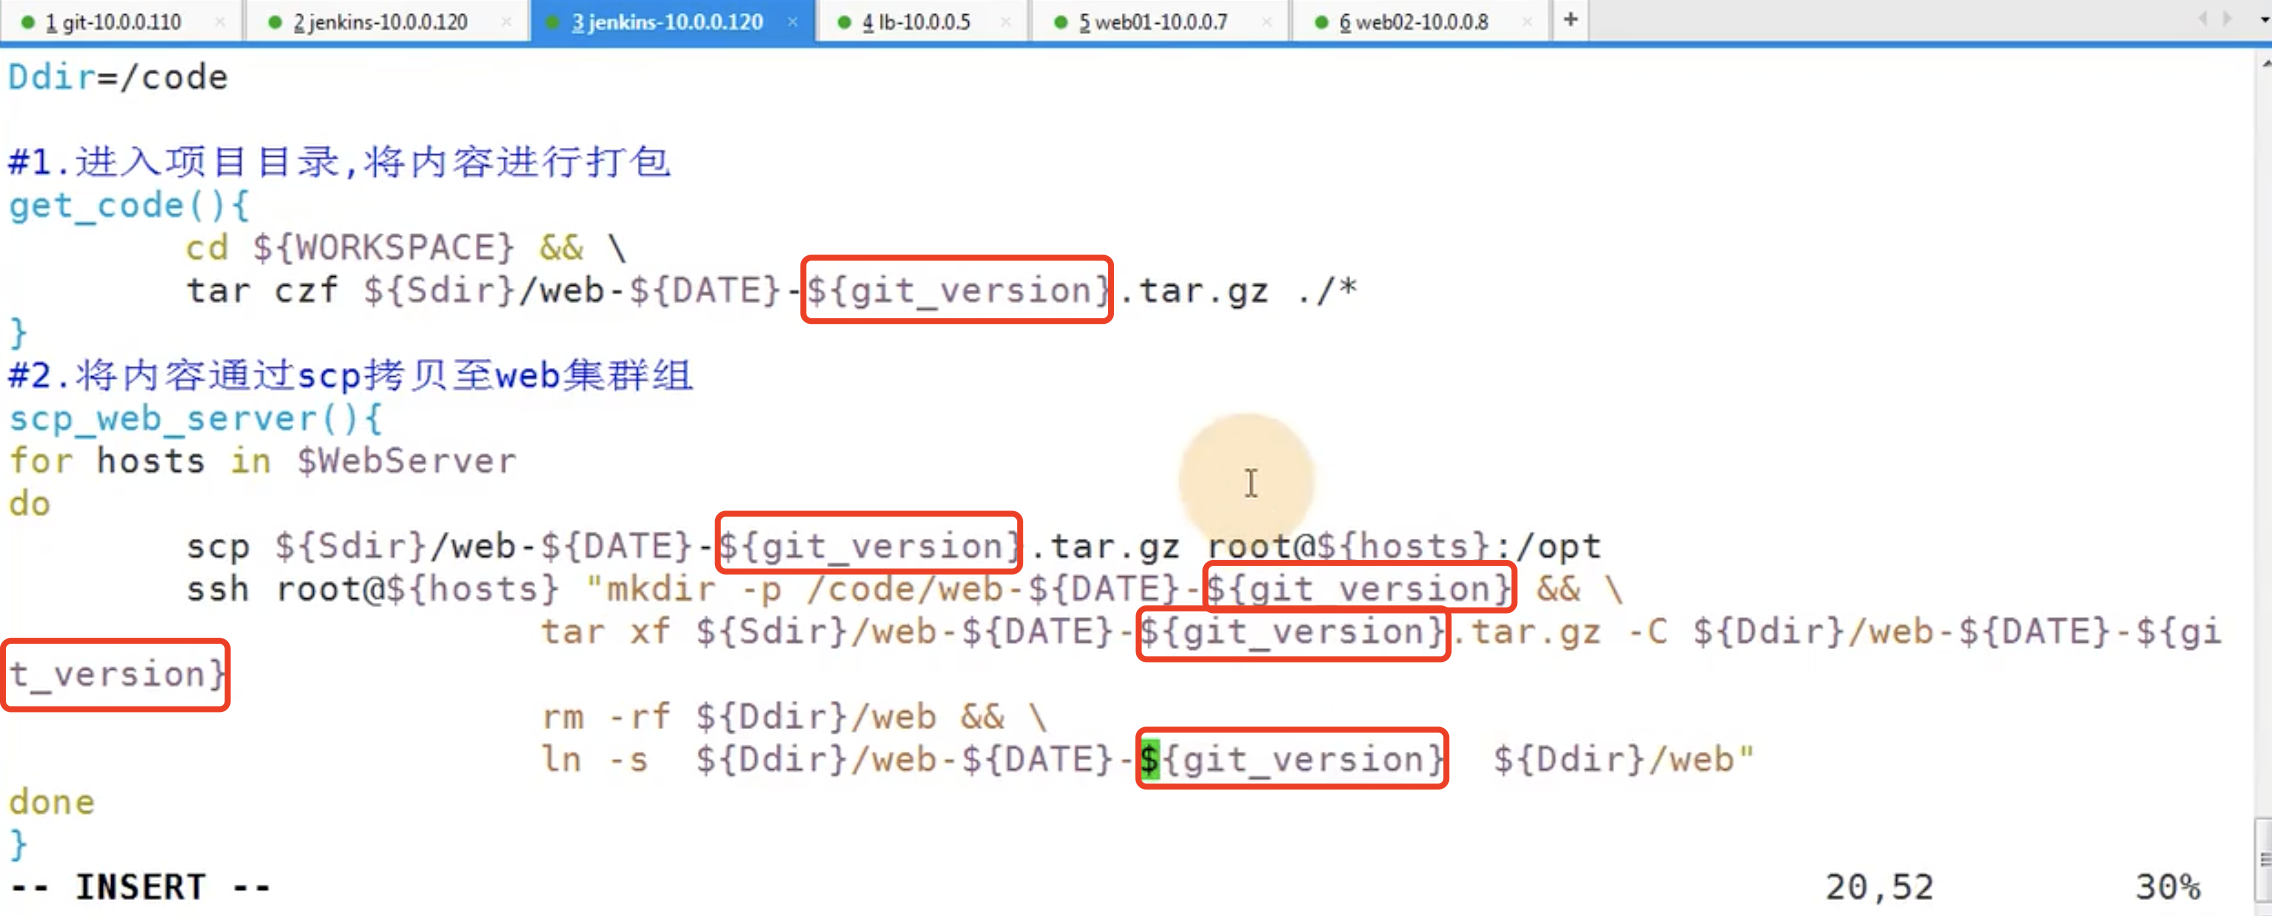 1 git-10.0.0.110 × 2 jenkins-10.0.0.120 × 3 jenkins-10.0.0.120 × 4 lb-10.0.0.5 × 5 web01-10.0.0.7 × 6 web02-10.0.0.8 × +
Ddir=/code
#1.进入项目目录,将内容进行打包
get_code(){
cd ${WORKSPACE} && \
tar czf ${Sdir}/web-${DATE}-${git_version}.tar.gz ./*
}
#2.将内容通过scp拷贝至web集群组
scp_web_server(){
for hosts in $WebServer
do
scp ${Sdir}/web-${DATE}-${git_version}.tar.gz root@${hosts}:/opt
ssh root@${hosts} "mkdir -p /code/web-${DATE}-${git_version} && \
tar xf ${Sdir}/web-${DATE}-${git_version}.tar.gz -C ${Ddir}/web-${DATE}-${gi
t_version}
rm -rf ${Ddir}/web && \
ln -s ${Ddir}/web-${DATE}-${git_version} ${Ddir}/web"
done
}
-- INSERT -- 20,52 30%